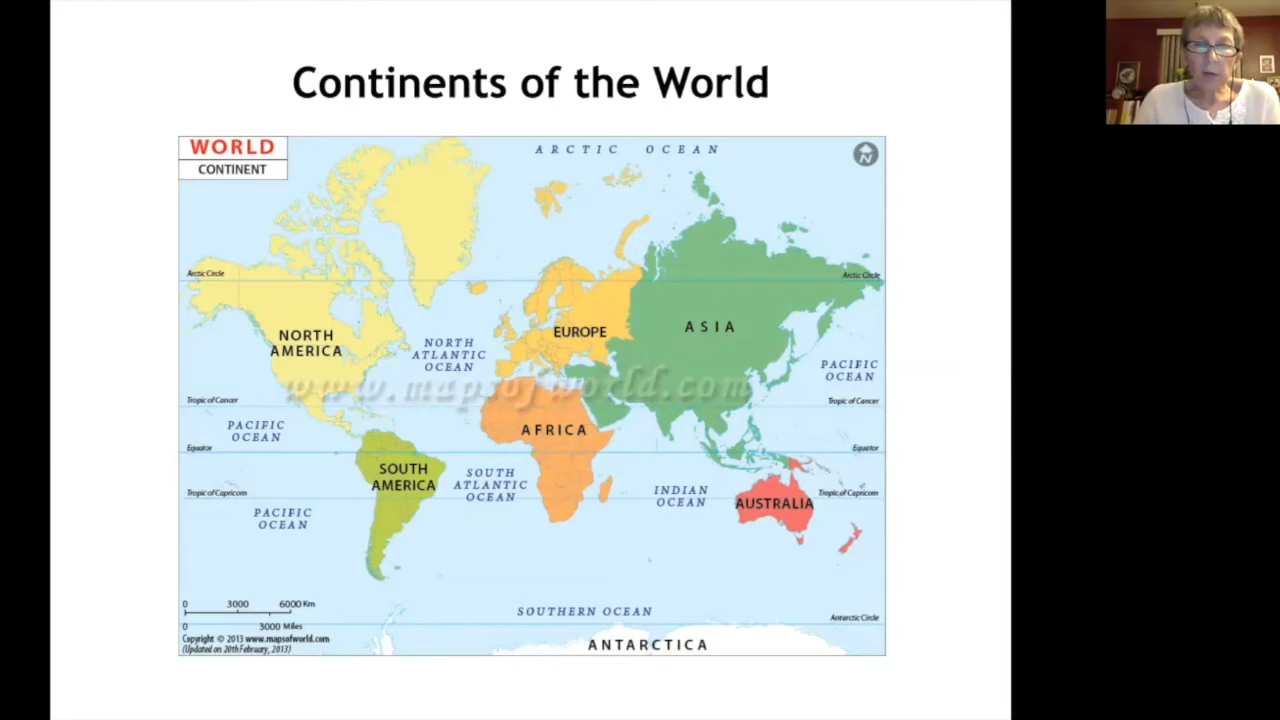 Continents of the World
WORLD
CONTINENT
ARCTIC OCEAN
N
Arctic Circle
Arctic Circle
NORTH
AMERICA
NORTH
ATLANTIC
OCEAN
EUROPE
ASIA
PACIFIC
OCEAN
www.mapsofworld.com
Tropic of Cancer
Tropic of Cancer
PACIFIC
OCEAN
AFRICA
Equator
Equator
SOUTH
AMERICA
SOUTH
ATLANTIC
OCEAN
INDIAN
OCEAN
AUSTRALIA
Tropic of Capricorn
Tropic of Capricorn
PACIFIC
OCEAN
0 3000 6000 Km
0 3000 Miles
SOUTHERN OCEAN
Antarctic Circle
ANTARCTICA
Copyright © 2013 www.mapsofworld.com
(Updated on 20th February, 2013)